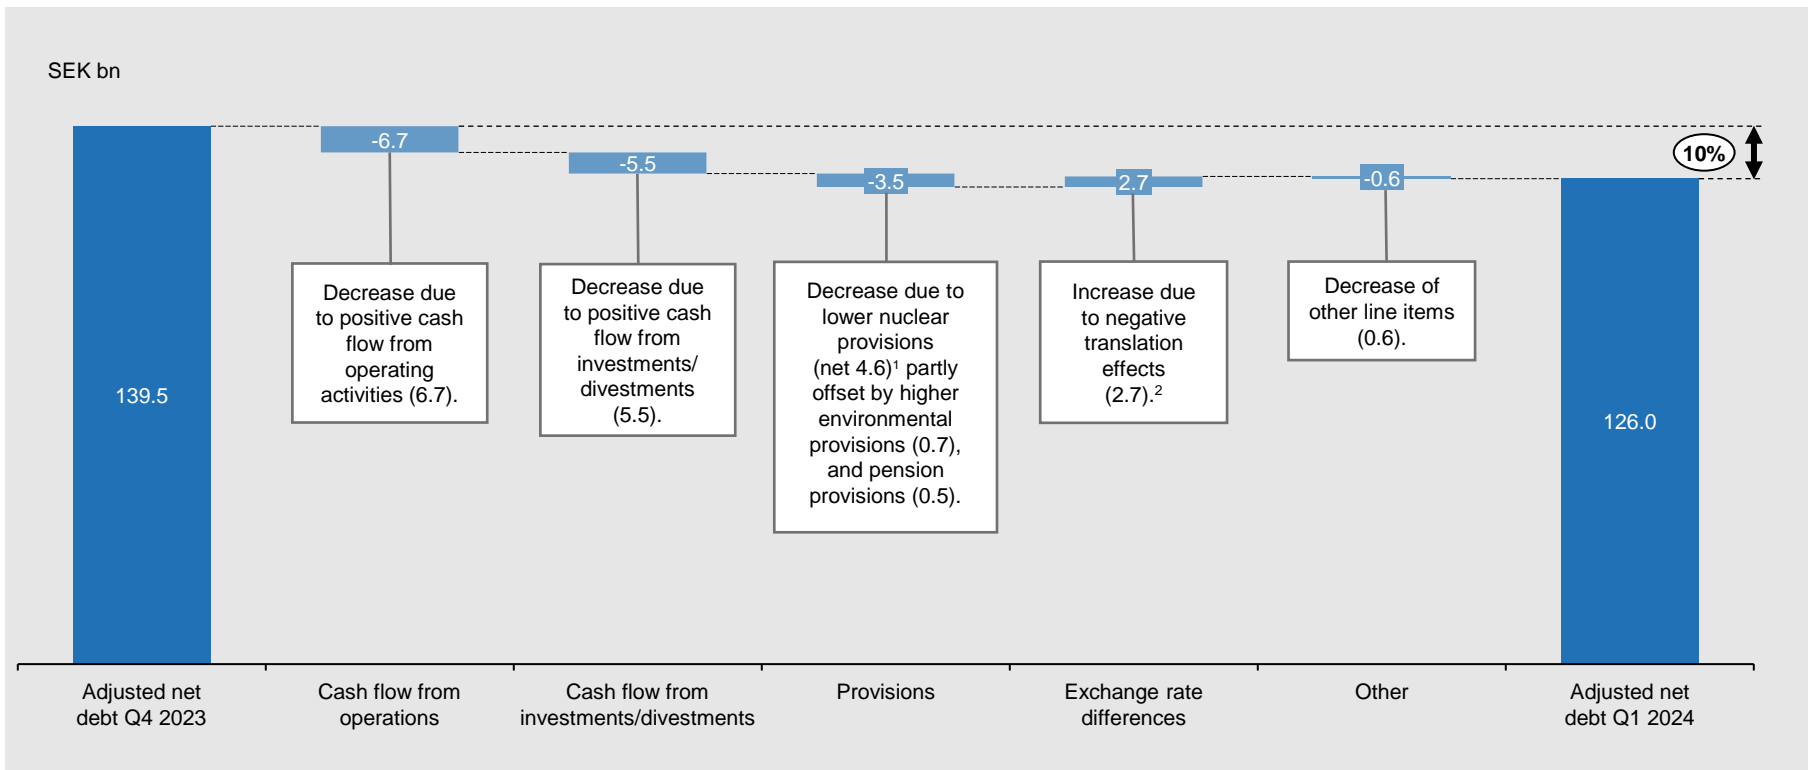 SEK bn
139.5
-6.7
-5.5
-3.5
2.7
-0.6
10%
126.0
Decrease due
to positive cash
flow from
operating
activities (6.7).
Decrease due
to positive cash
flow from
investments/
divestments
(5.5).
Decrease due to
lower nuclear
provisions
(net 4.6)¹ partly
offset by higher
environmental
provisions (0.7),
and pension
provisions (0.5).
Increase due
to negative
translation
effects
(2.7).²
Decrease of
other line items
(0.6).
Adjusted net
debt Q4 2023
Cash flow from
operations
Cash flow from
investments/divestments
Provisions
Exchange rate
differences
Other
Adjusted net
debt Q1 2024